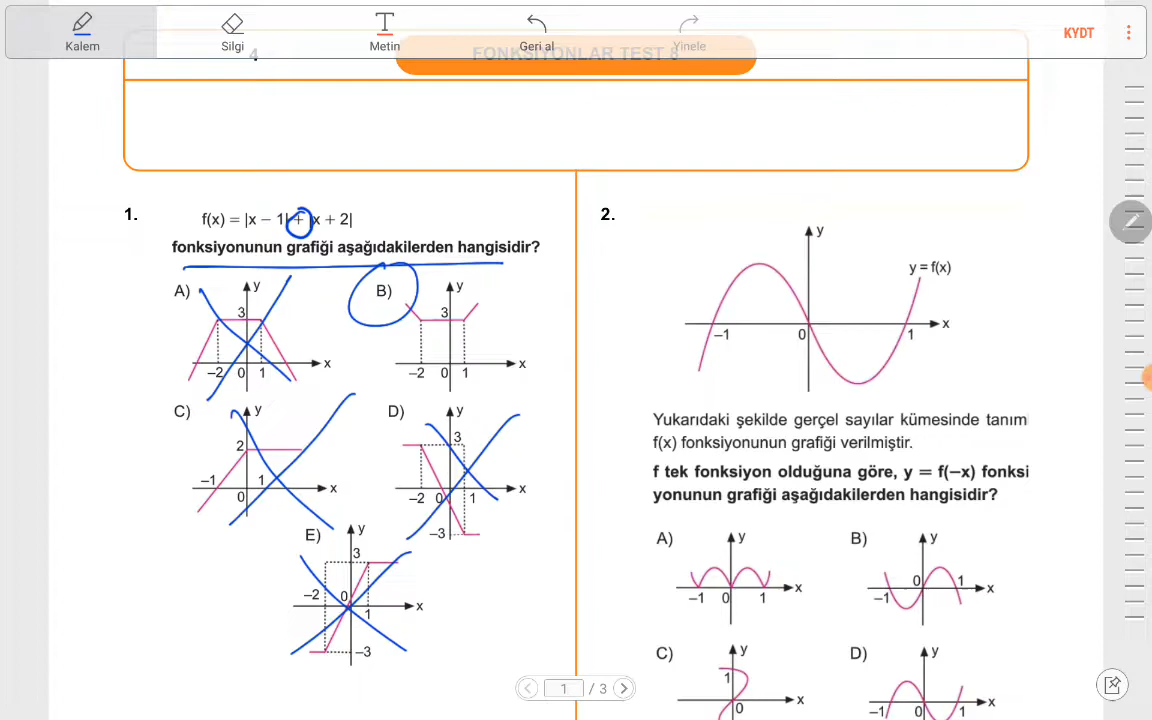 Kalem Silgi Metin Geri al Yinele KYDT
4 FONKSİYONLAR TEST 8
1.
f(x) = |x − 1| + |x + 2|
fonksiyonunun grafiği aşağıdakilerden hangisidir?
A) y 3 −2 0 1 x
B) y 3 −2 0 1 x
C) y 2 −1 1 0 x
D) y 3 −2 0 1 −3 x
E) y 3 −2 0 1 −3 x
2.
y
y = f(x)
−1 0 1 x
Yukarıdaki şekilde gerçel sayılar kümesinde tanım
f(x) fonksiyonunun grafiği verilmiştir.
f tek fonksiyon olduğuna göre, y = f(−x) fonksi
yonunun grafiği aşağıdakilerden hangisidir?
A) y −1 0 1 x
B) y −1 0 1 x
C) y 1 0 x
D) y −1 0 1 x
1 / 3